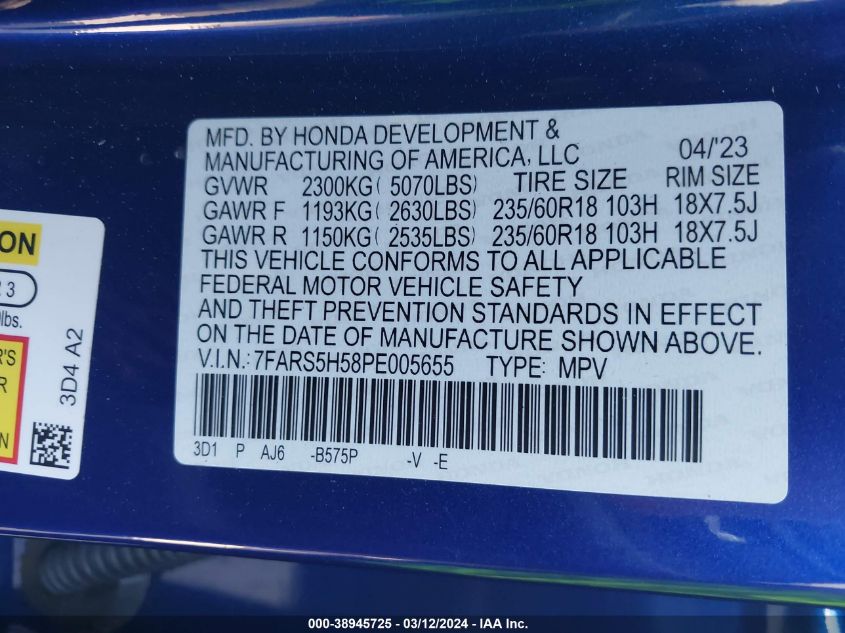 MFD. BY HONDA DEVELOPMENT &
MANUFACTURING OF AMERICA, LLC 04/'23
GVWR 2300KG( 5070LBS) TIRE SIZE RIM SIZE
GAWR F 1193KG( 2630LBS) 235/60R18 103H 18X7.5J
GAWR R 1150KG( 2535LBS) 235/60R18 103H 18X7.5J
THIS VEHICLE CONFORMS TO ALL APPLICABLE
FEDERAL MOTOR VEHICLE SAFETY
AND THEFT PREVENTION STANDARDS IN EFFECT
ON THE DATE OF MANUFACTURE SHOWN ABOVE.
V.I.N.: 7FARS5H58PE005655 TYPE: MPV
3D1 P AJ6 -B575P -V -E
ON
3
lbs.
'S
R
N
3D4 A2
000-38945725 - 03/12/2024 - IAA Inc.